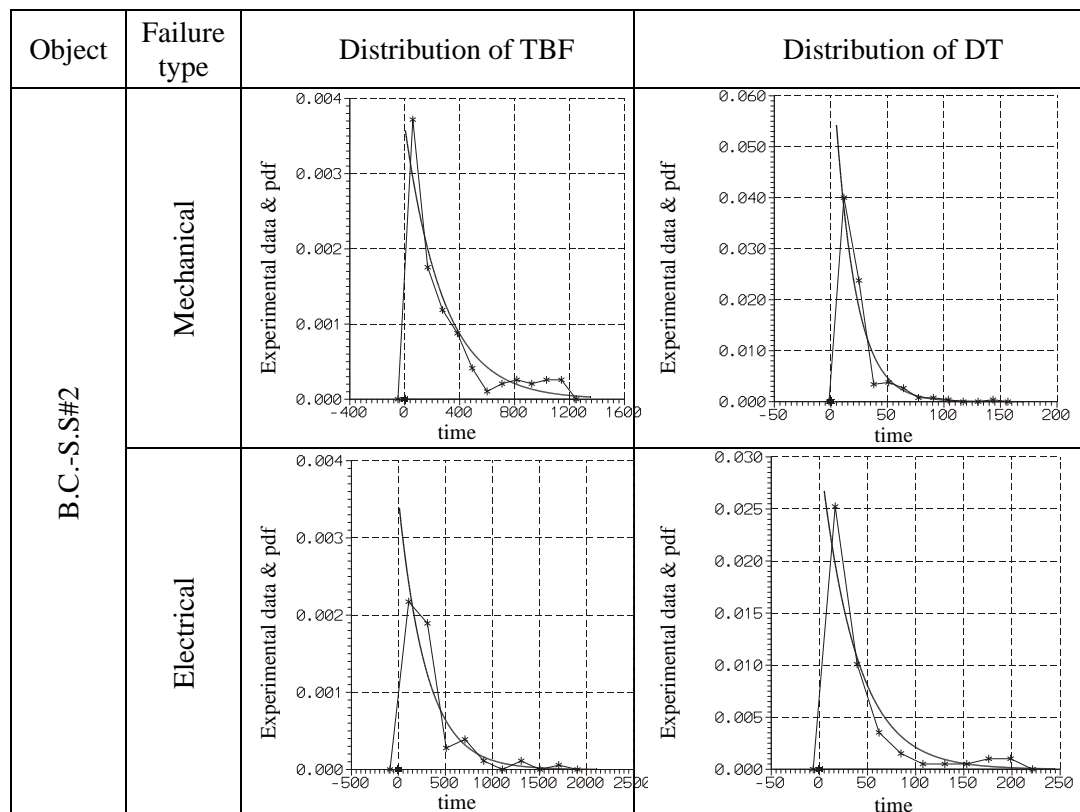 Object
Failure
type
Distribution of TBF
Distribution of DT
B.C.-S.S#2
Mechanical
Experimental data & pdf
0.004
0.003
0.002
0.001
0.000
-400 0 400 800 1200 1600
time
Experimental data & pdf
0.060
0.050
0.040
0.030
0.020
0.010
0.000
-50 0 50 100 150 200
time
Electrical
Experimental data & pdf
0.004
0.003
0.002
0.001
0.000
-500 0 500 1000 1500 2000 2500
time
Experimental data & pdf
0.030
0.025
0.020
0.015
0.010
0.005
0.000
-50 0 50 100 150 200 250
time